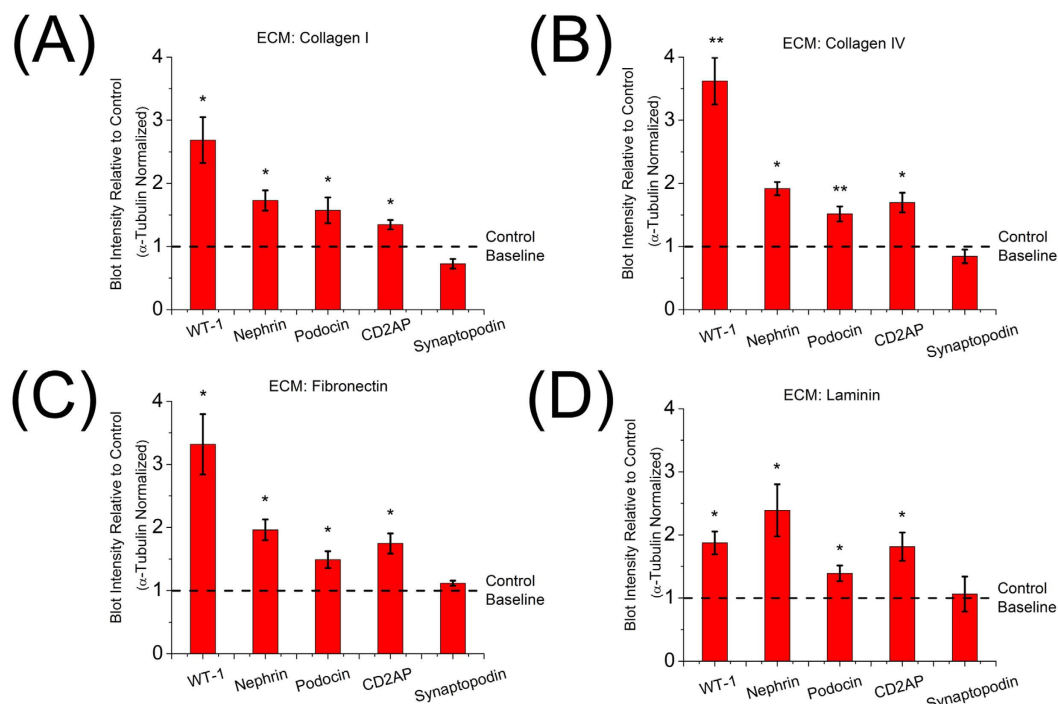 (A)
ECM: Collagen I
Blot Intensity Relative to Control
(α-Tubulin Normalized)
4
3
2
1
0
*
*
*
*
Control
Baseline
WT-1
Nephrin
Podocin
CD2AP
Synaptopodin
(B)
ECM: Collagen IV
Blot Intensity Relative to Control
(α-Tubulin Normalized)
4
3
2
1
0
**
*
**
*
Control
Baseline
WT-1
Nephrin
Podocin
CD2AP
Synaptopodin
(C)
ECM: Fibronectin
Blot Intensity Relative to Control
(α-Tubulin Normalized)
4
3
2
1
0
*
*
*
*
Control
Baseline
WT-1
Nephrin
Podocin
CD2AP
Synaptopodin
(D)
ECM: Laminin
Blot Intensity Relative to Control
(α-Tubulin Normalized)
4
3
2
1
0
*
*
*
*
Control
Baseline
WT-1
Nephrin
Podocin
CD2AP
Synaptopodin